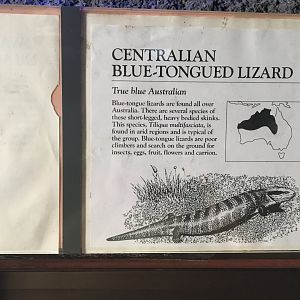 CENTRALIAN
BLUE-TONGUED LIZARD
True blue Australian
Blue-tongue lizards are found all over
Australia. There are several species of
these short-legged, heavy bodied skinks.
This species, Tiliqua multifasciata, is
found in arid regions and is typical of
the group. Blue-tongue lizards are poor
climbers and search on the ground for
insects, eggs, fruit, flowers and carrion.